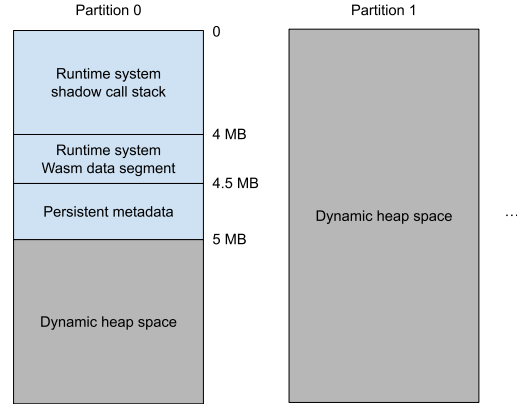 Partition 0
Partition 1
0
Runtime system
shadow call stack
4 MB
Runtime system
Wasm data segment
4.5 MB
Persistent metadata
5 MB
Dynamic heap space
Dynamic heap space
...